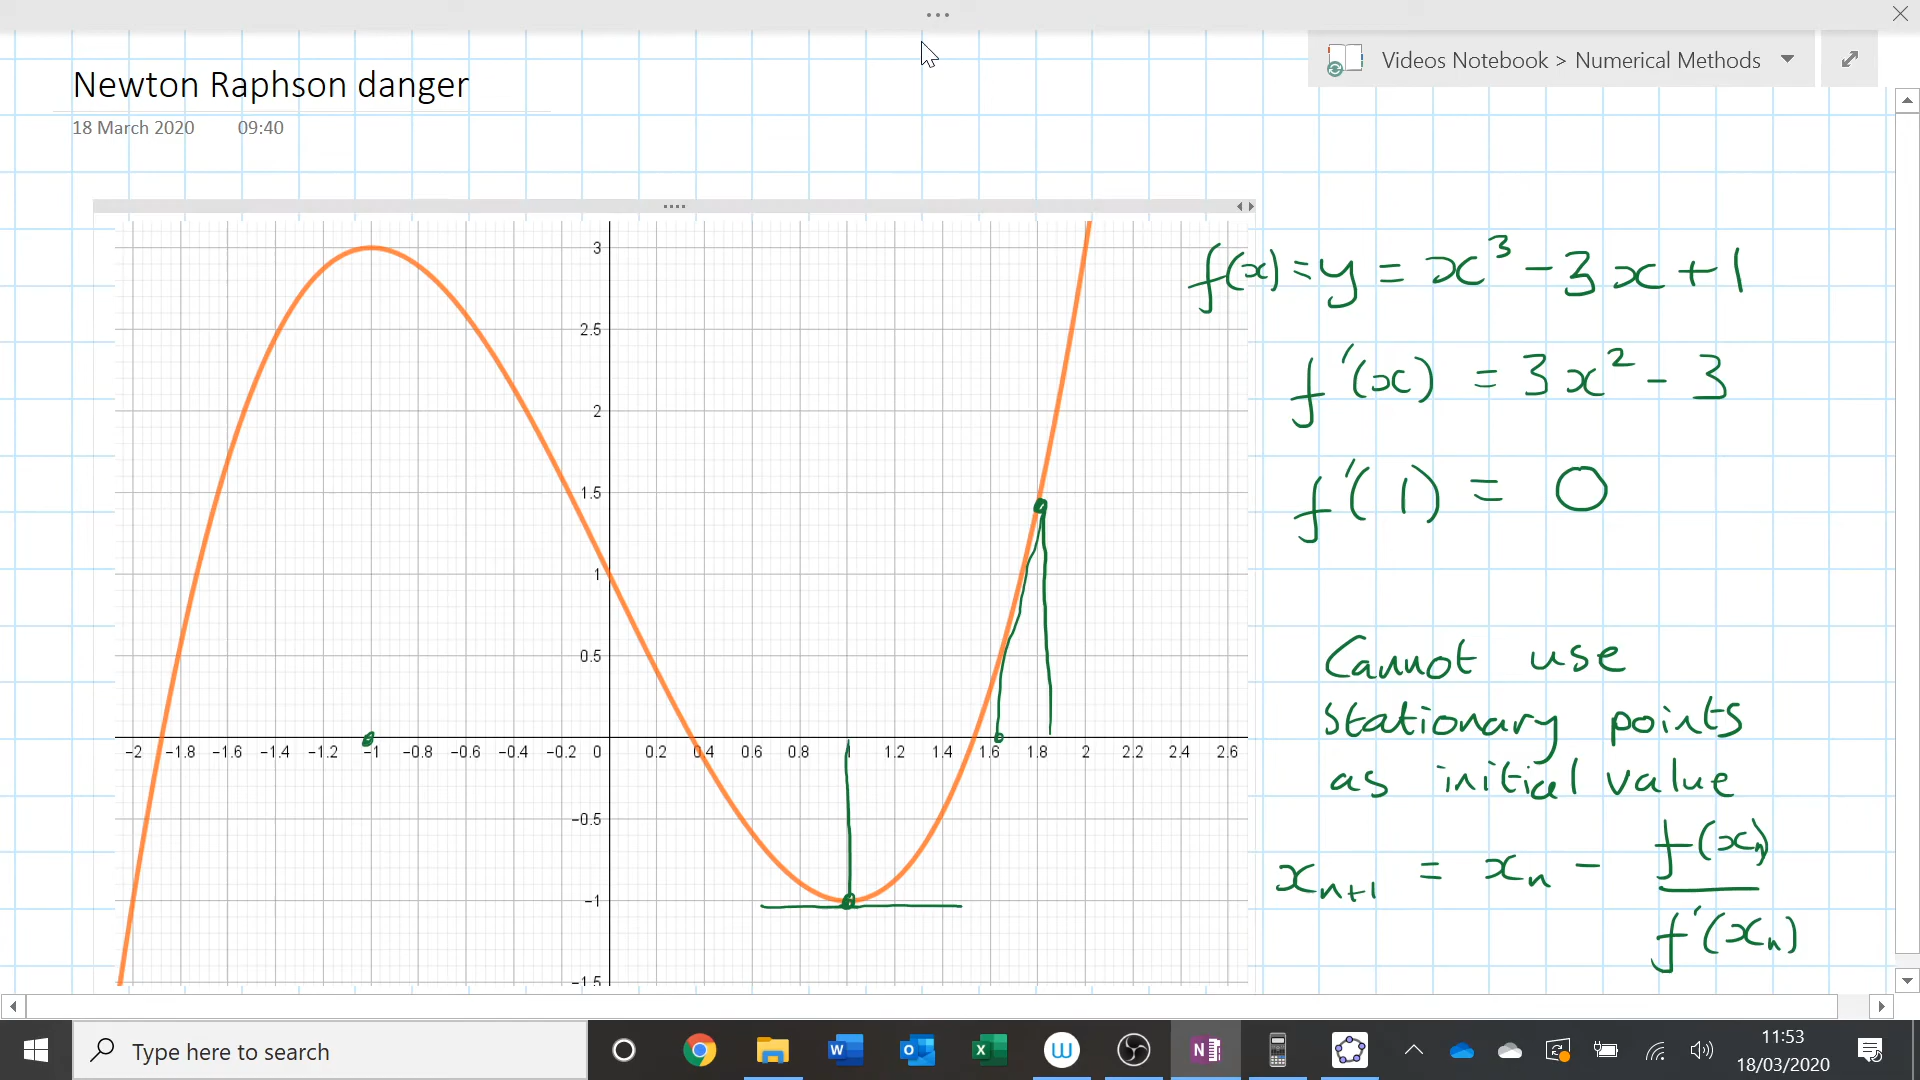 Newton Raphson danger
18 March 2020 09:40
Videos Notebook > Numerical Methods
3
2.5
2
1.5
1
0.5
-2 -1.8 -1.6 -1.4 -1.2 -1 -0.8 -0.6 -0.4 -0.2 0 0.2 0.4 0.6 0.8 1.2 1.4 1.6 1.8 2 2.2 2.4 2.6
-0.5
-1
-1.5
f(x) = y = x³ - 3x + 1
f'(x) = 3x² - 3
f'(1) = 0
Cannot use
stationary points
as initial value
xₙ₊₁ = xₙ - f(xₙ)
f'(xₙ)
Type here to search
11:53
18/03/2020